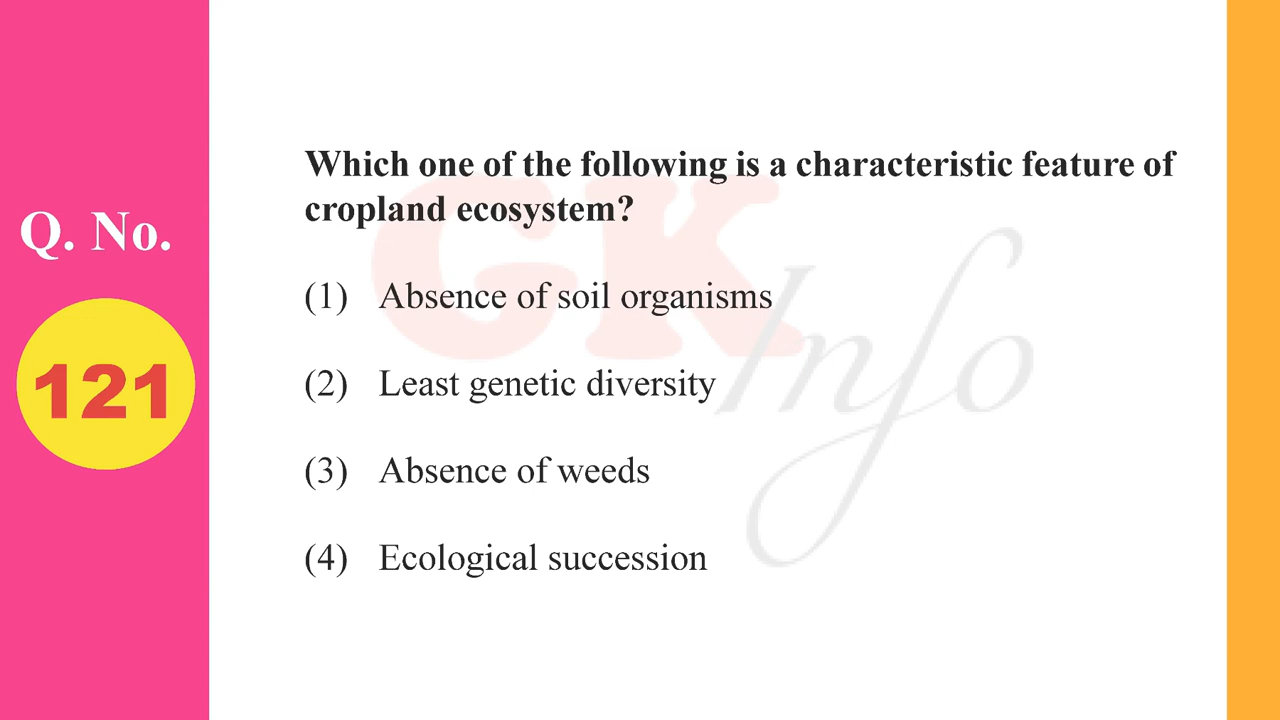 Q. No.
121
Which one of the following is a characteristic feature of
cropland ecosystem?
(1) Absence of soil organisms
(2) Least genetic diversity
(3) Absence of weeds
(4) Ecological succession
GK
Info